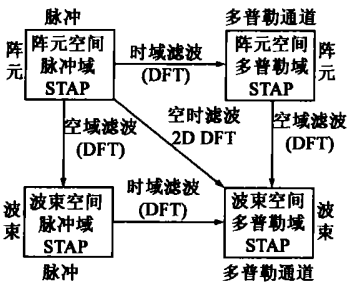 脉冲
多普勒通道
阵元
阵元空间
脉冲域
STAP
时域滤波
(DFT)
阵元空间
多普勒域
STAP
阵元
空域滤波
(DFT)
空时滤波
2D DFT
空域滤波
(DFT)
波束
波束空间
脉冲域
STAP
时域滤波
(DFT)
波束空间
多普勒域
STAP
波束
脉冲
多普勒通道